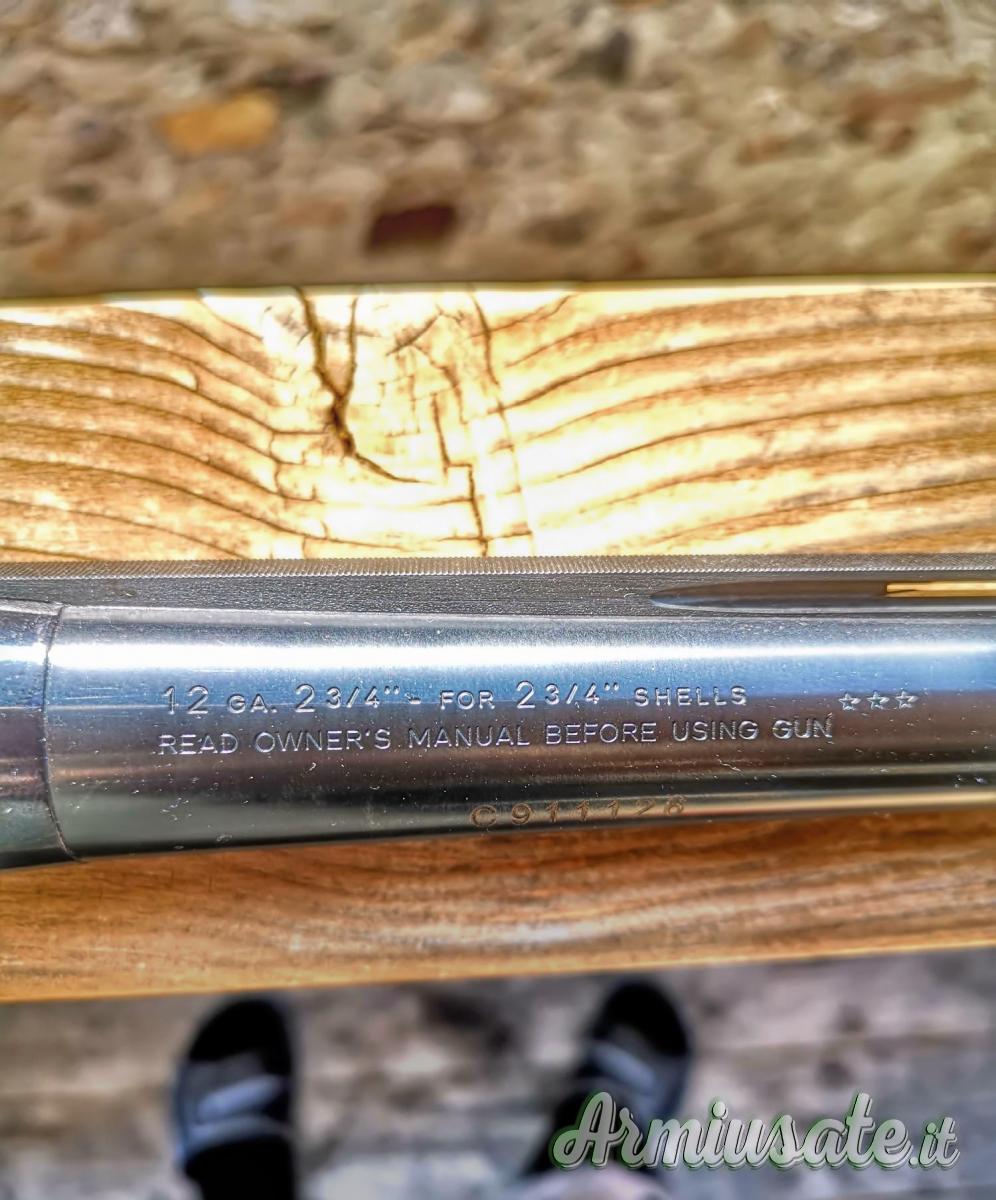 12 GA. 2 3/4" - FOR 2 3/4" SHELLS ☆☆☆
READ OWNER'S MANUAL BEFORE USING GUN
C911126
Armiusate.it